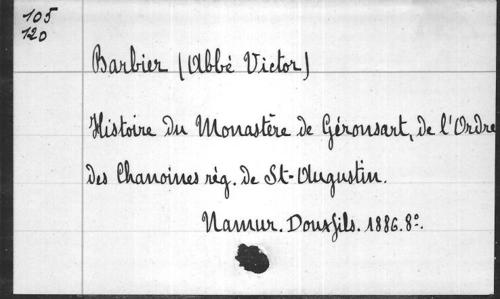 105
120
Barbier (Abbé Victor)
Histoire du Monastère de Géronsart, de l'Ordre
des Chanoines rég. de St-Augustin.
Namur. Douxfils. 1886. 8°.